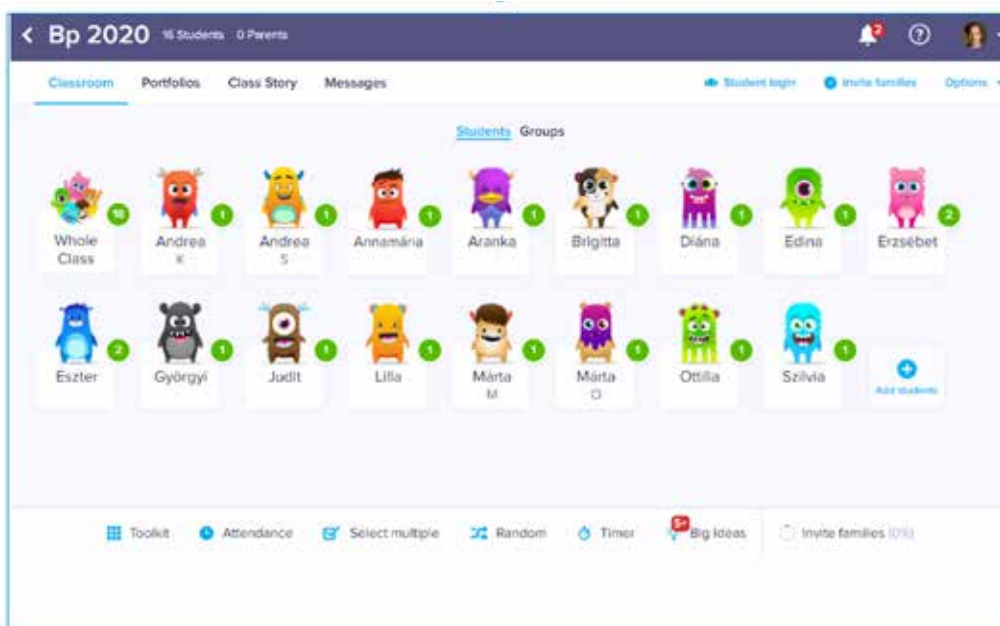 Bp 2020 16 Students 0 Parents 2
Classroom Portfolios Class Story Messages Student login Invite families Options
Students Groups
1 1 1 1 1 1 1 2
Whole Class Andrea K Andrea S Annamária Aranka Brigitta Diána Edina Erzsébet
2 1 1 1 1 1 1 1
Eszter Györgyi Judit Lilla Márta M Márta Ottilia Szilvia Add students
5+
Toolkit Attendance Select multiple Random Timer Big Ideas Invite families (0%)